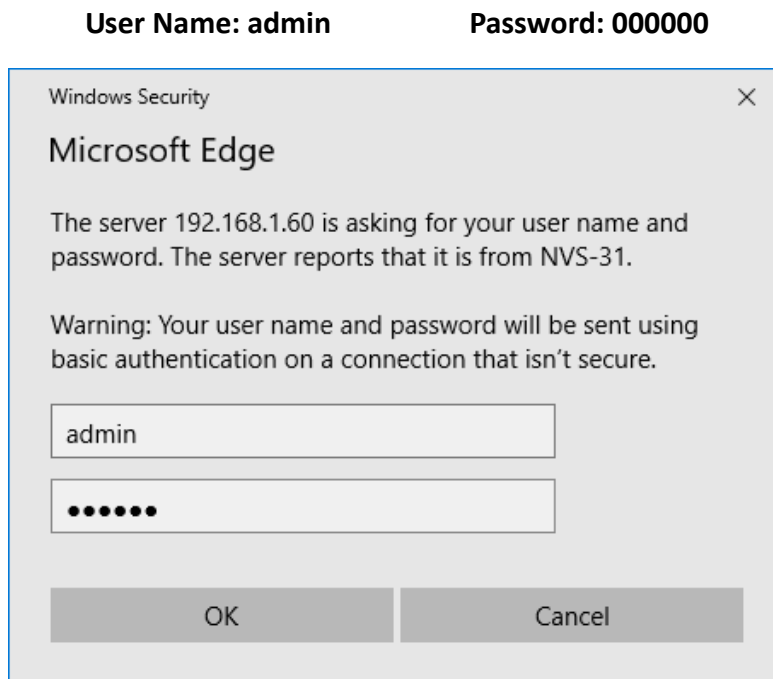 User Name: admin Password: 000000
Windows Security
Microsoft Edge
The server 192.168.1.60 is asking for your user name and
password. The server reports that it is from NVS-31.
Warning: Your user name and password will be sent using
basic authentication on a connection that isn’t secure.
admin
●●●●●●
OK Cancel